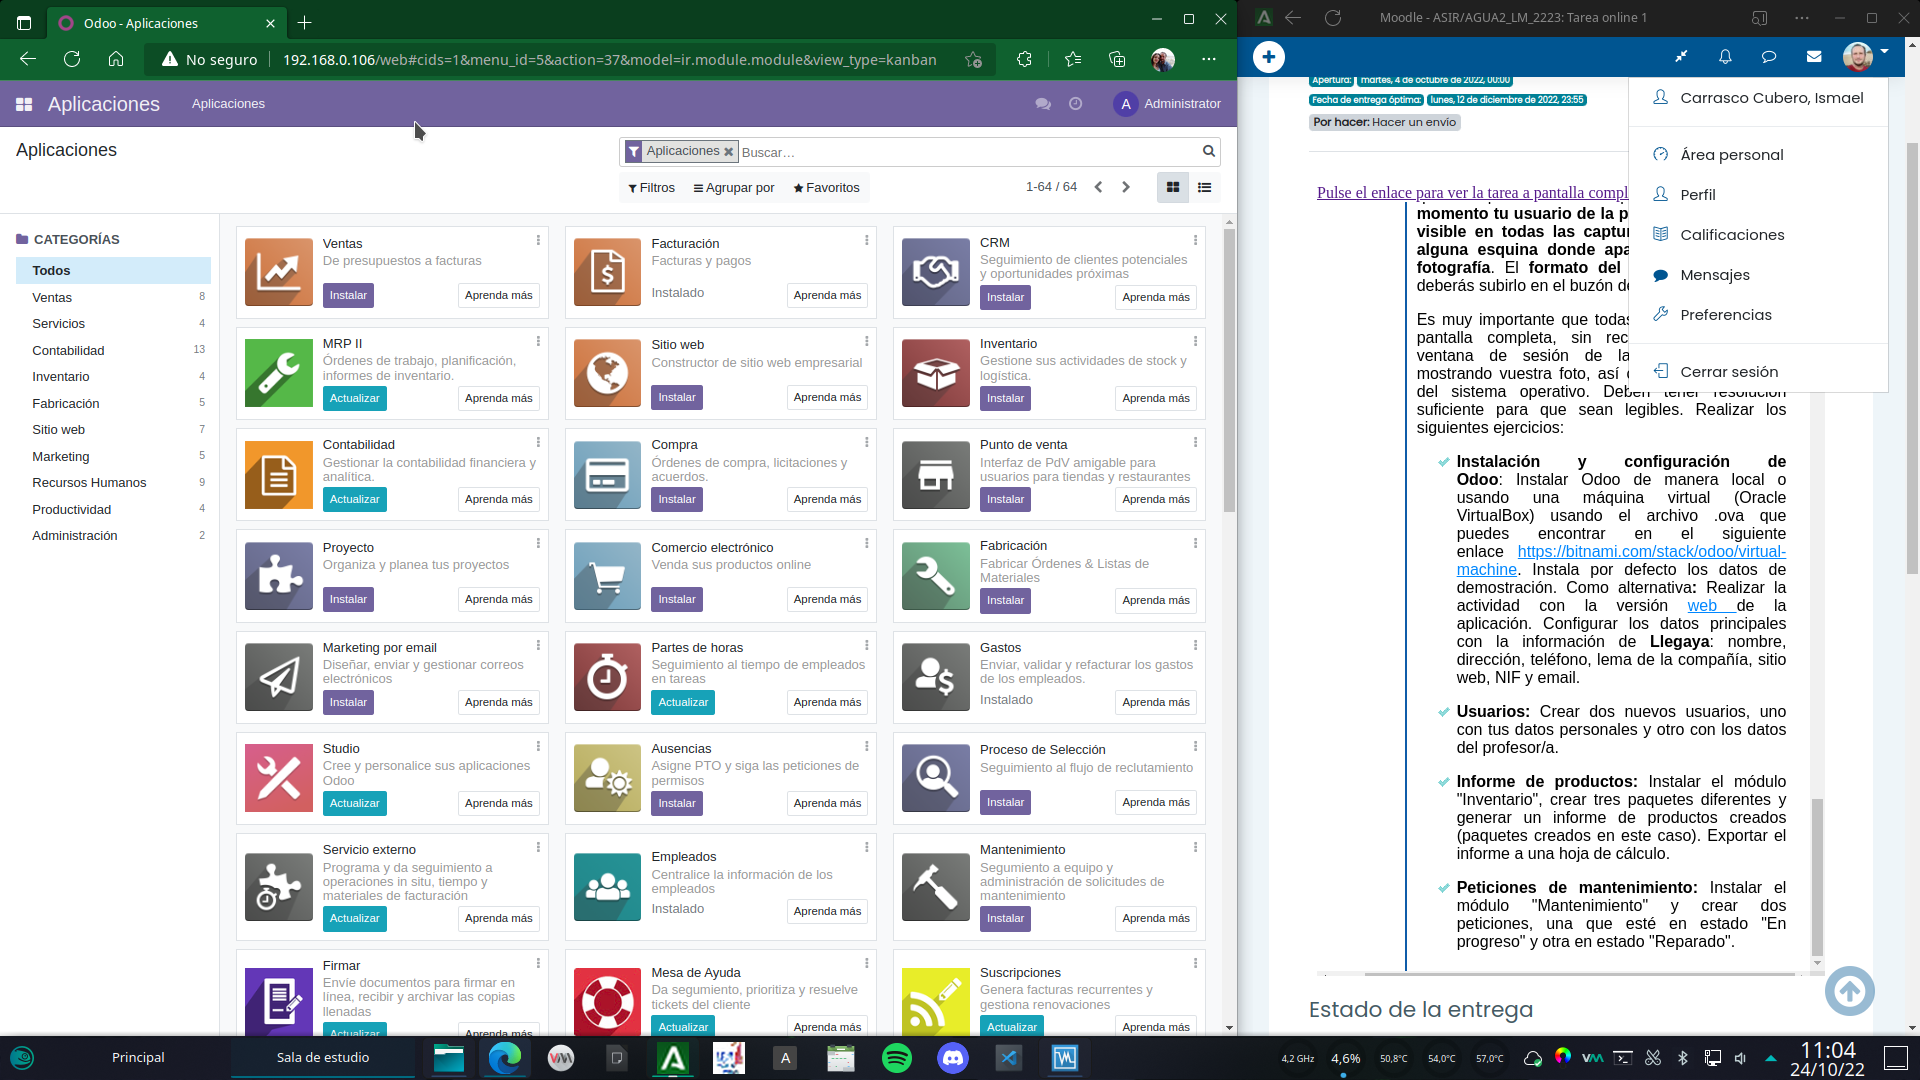 Odoo - Aplicaciones
No seguro
192.168.0.106/web#cids=1&menu_id=5&action=37&model=ir.module.module&view_type=kanban
Aplicaciones
Aplicaciones
A
Administrator
Aplicaciones
Aplicaciones
Buscar...
Filtros
Agrupar por
Favoritos
1-64 / 64
CATEGORÍAS
Todos
Ventas 8
Servicios 4
Contabilidad 13
Inventario 4
Fabricación 5
Sitio web 7
Marketing 5
Recursos Humanos 9
Productividad 4
Administración 2
Ventas
De presupuestos a facturas
Instalar
Aprenda más
Facturación
Facturas y pagos
Instalado
Aprenda más
CRM
Seguimiento de clientes potenciales
y oportunidades próximas
Instalar
Aprenda más
MRP II
Órdenes de trabajo, planificación,
informes de inventario.
Actualizar
Aprenda más
Sitio web
Constructor de sitio web empresarial
Instalar
Aprenda más
Inventario
Gestione sus actividades de stock y
logística.
Instalar
Aprenda más
Contabilidad
Gestionar la contabilidad financiera y
analítica.
Actualizar
Aprenda más
Compra
Órdenes de compra, licitaciones y
acuerdos.
Instalar
Aprenda más
Punto de venta
Interfaz de PdV amigable para
usuarios para tiendas y restaurantes
Instalar
Aprenda más
Proyecto
Organiza y planea tus proyectos
Instalar
Aprenda más
Comercio electrónico
Venda sus productos online
Instalar
Aprenda más
Fabricación
Fabricar Órdenes & Listas de
Materiales
Instalar
Aprenda más
Marketing por email
Diseñar, enviar y gestionar correos
electrónicos
Instalar
Aprenda más
Partes de horas
Seguimiento al tiempo de empleados
en tareas
Actualizar
Aprenda más
Gastos
Enviar, validar y refacturar los gastos
de los empleados.
Instalado
Aprenda más
Studio
Cree y personalice sus aplicaciones
Odoo
Actualizar
Aprenda más
Ausencias
Asigne PTO y siga las peticiones de
permisos
Instalar
Aprenda más
Proceso de Selección
Seguimiento al flujo de reclutamiento
Instalar
Aprenda más
Servicio externo
Programa y da seguimiento a
operaciones in situ, tiempo y
materiales de facturación
Actualizar
Aprenda más
Empleados
Centralice la información de los
empleados
Instalado
Aprenda más
Mantenimiento
Segumiento a equipo y
administración de solicitudes de
mantenimiento
Instalar
Aprenda más
Firmar
Envíe documentos para firmar en
línea, recibir y archivar las copias
llenadas
Actualizar
Aprenda más
Mesa de Ayuda
Da segumiento, prioritiza y resuelve
tickets del cliente
Actualizar
Aprenda más
Suscripciones
Genera facturas recurrentes y
gestiona renovaciones
Actualizar
Aprenda más
Moodle - ASIR/AGUA2_LM_2223: Tarea online 1
Apertura: martes, 4 de octubre de 2022, 00:00
Fecha de entrega óptima: lunes, 12 de diciembre de 2022, 23:55
Por hacer: Hacer un envío
Carrasco Cubero, Ismael
Área personal
Perfil
Calificaciones
Mensajes
Preferencias
Cerrar sesión
Pulse el enlace para ver la tarea a pantalla compl
momento tu usuario de la p
visible en todas las captur
alguna esquina donde apa
fotografía. El formato del
deberás subirlo en el buzón de
Es muy importante que todas
pantalla completa, sin rec
ventana de sesión de la
mostrando vuestra foto, así
del sistema operativo. Deben tener resolución
suficiente para que sean legibles. Realizar los
siguientes ejercicios:
Instalación y configuración de
Odoo: Instalar Odoo de manera local o
usando una máquina virtual (Oracle
VirtualBox) usando el archivo .ova que
puedes encontrar en el siguiente
enlace https://bitnami.com/stack/odoo/virtual-
machine. Instala por defecto los datos de
demostración. Como alternativa: Realizar la
actividad con la versión web de la
aplicación. Configurar los datos principales
con la información de Llegaya: nombre,
dirección, teléfono, lema de la compañía, sitio
web, NIF y email.
Usuarios: Crear dos nuevos usuarios, uno
con tus datos personales y otro con los datos
del profesor/a.
Informe de productos: Instalar el módulo
"Inventario", crear tres paquetes diferentes y
generar un informe de productos creados
(paquetes creados en este caso). Exportar el
informe a una hoja de cálculo.
Peticiones de mantenimiento: Instalar el
módulo "Mantenimiento" y crear dos
peticiones, una que esté en estado "En
progreso" y otra en estado "Reparado".
Estado de la entrega
Principal
Sala de estudio
4,2 GHz
4,6%
50,8°C
54,0°C
57,0°C
11:04
24/10/22